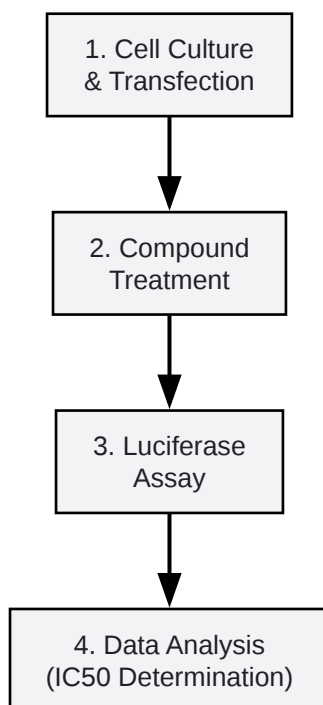 1. Cell Culture
& Transfection
2. Compound
Treatment
3. Luciferase
Assay
4. Data Analysis
(IC50 Determination)